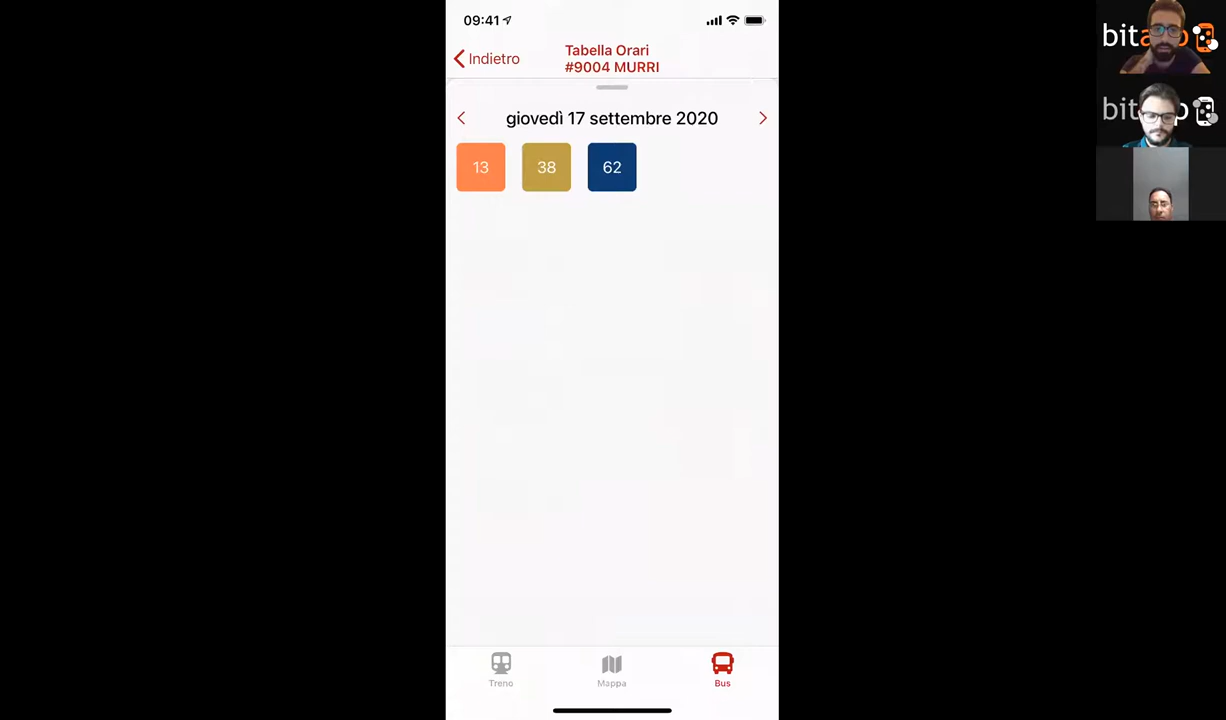 09:41
Indietro
Tabella Orari
#9004 MURRI
giovedì 17 settembre 2020
13
38
62
Treno
Mappa
Bus